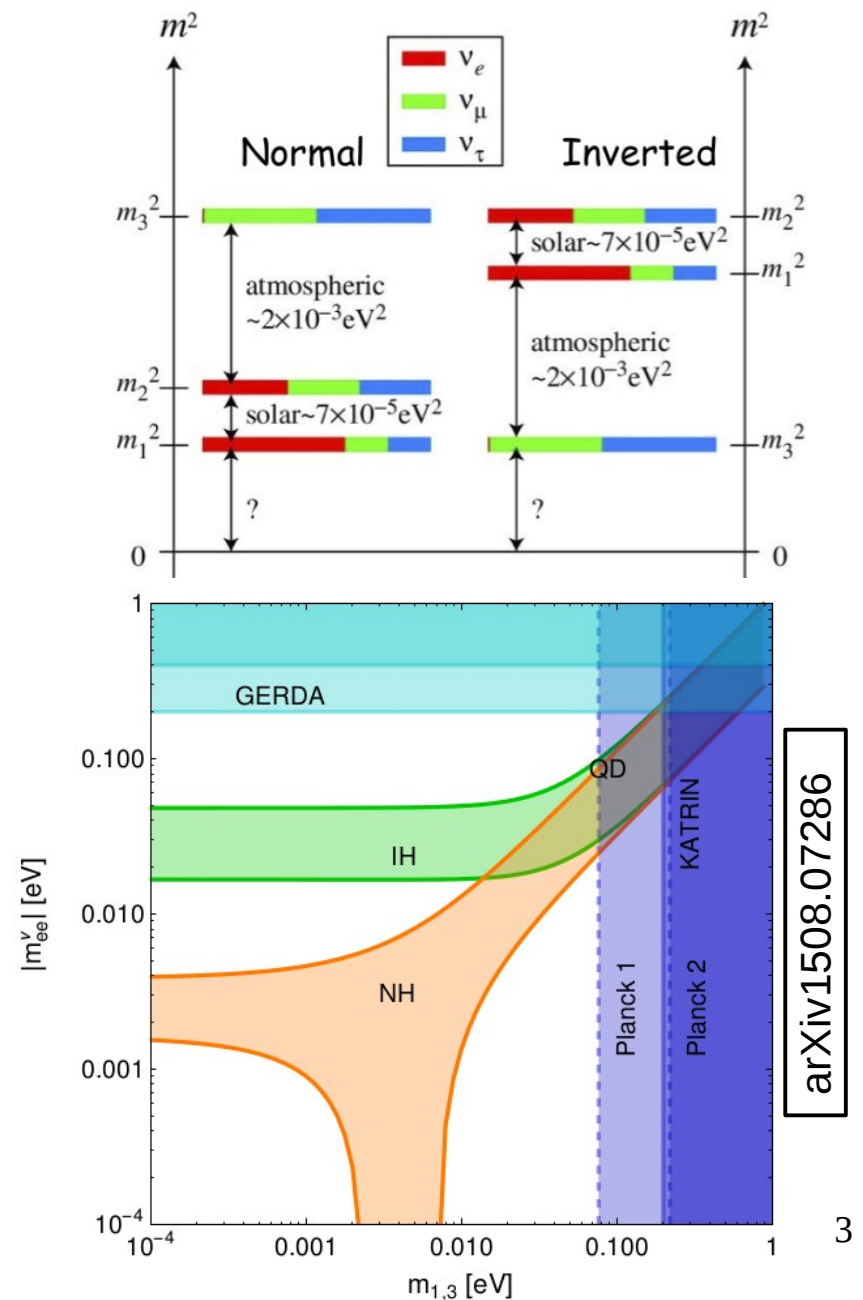 m² m²
νe
νμ
ντ
Normal Inverted
m₃² m₂²
solar~7×10⁻⁵eV²
m₁²
atmospheric
~2×10⁻³eV²
atmospheric
~2×10⁻³eV²
m₂²
solar~7×10⁻⁵eV²
m₁² m₃²
? ?
0 0
1
GERDA
0.100
QD
KATRIN
IH
0.010
|mᵛee| [eV]
NH
Planck 1
Planck 2
0.001
10⁻⁴
10⁻⁴ 0.001 0.010 0.100 1
m₁,₃ [eV]
arXiv1508.07286
3